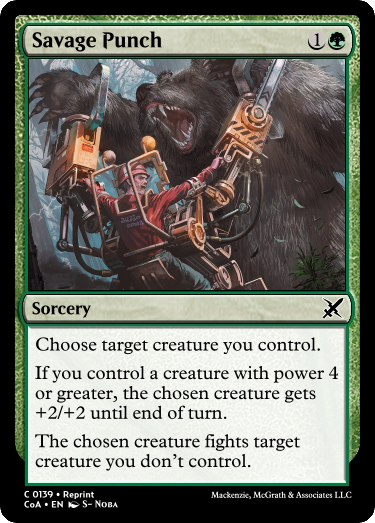 Savage Punch 1
Sorcery
Choose target creature you control.
If you control a creature with power 4
or greater, the chosen creature gets
+2/+2 until end of turn.
The chosen creature fights target
creature you don't control.
C 0139 • Reprint
CoA • EN S- Noba
Mackenzie, McGrath & Associates LLC